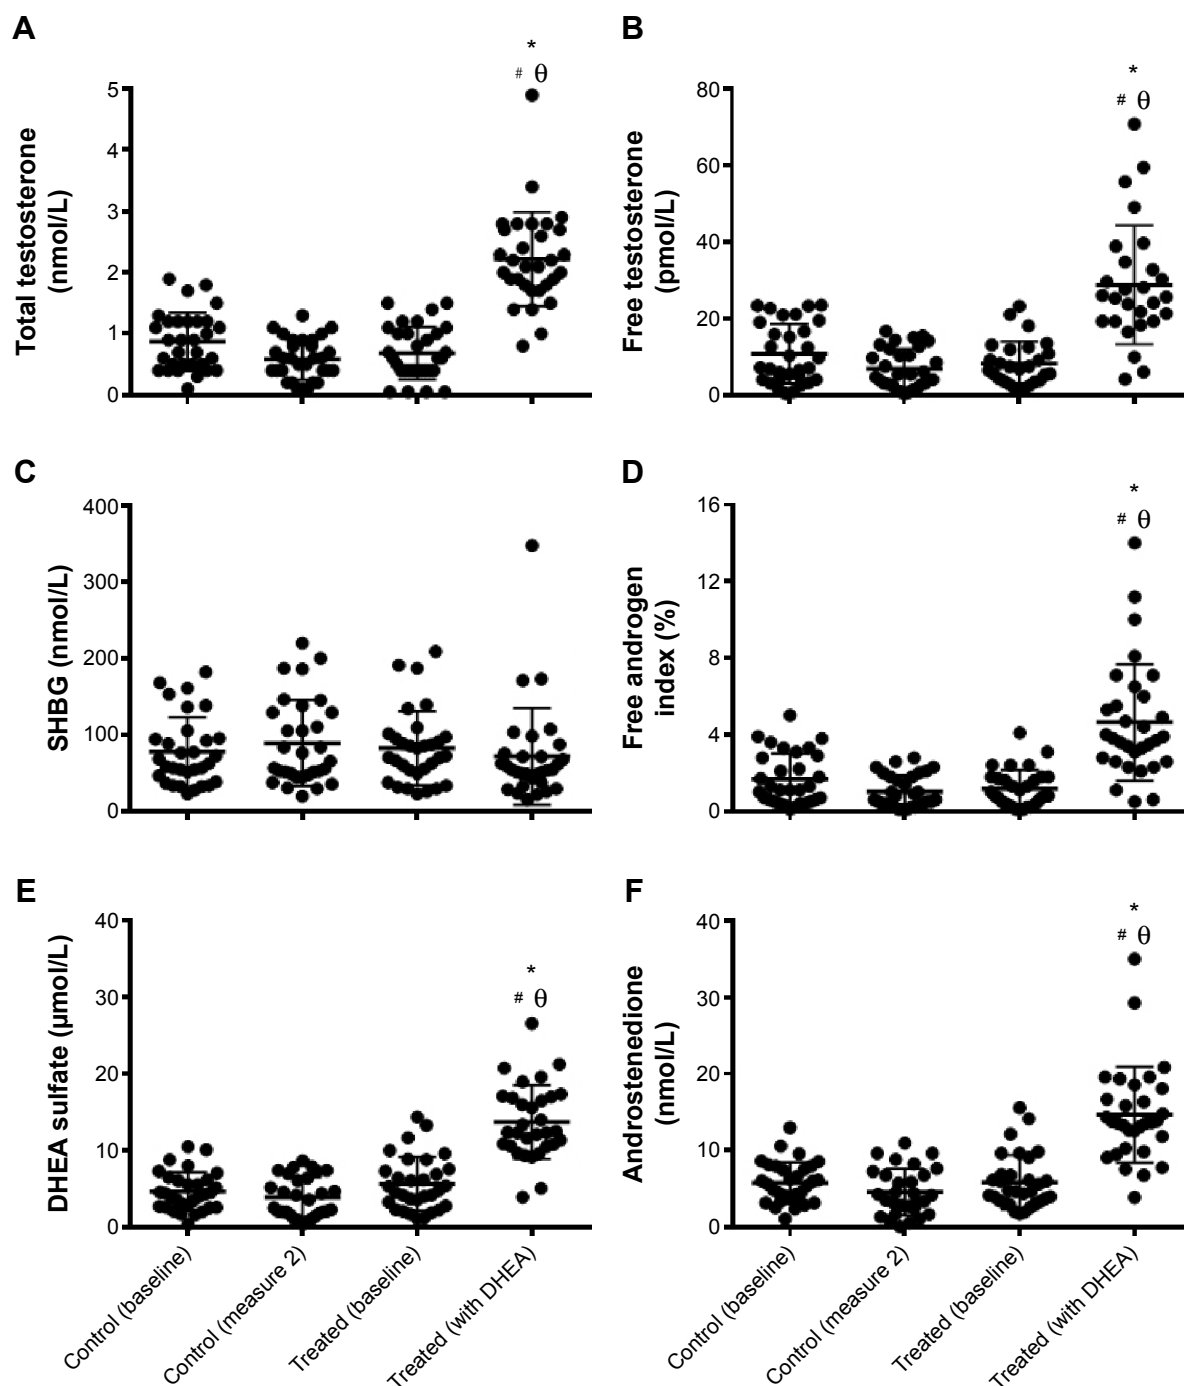 A
*
# θ
Total testosterone
(nmol/L)
5
4
3
2
1
0
B
*
# θ
Free testosterone
(pmol/L)
80
60
40
20
0
C
SHBG (nmol/L)
400
300
200
100
0
D
*
# θ
Free androgen
index (%)
16
12
8
4
0
E
*
# θ
DHEA sulfate (μmol/L)
40
30
20
10
0
Control (baseline)
Control (measure 2)
Treated (baseline)
Treated (with DHEA)
F
*
# θ
Androstenedione
(nmol/L)
40
30
20
10
0
Control (baseline)
Control (measure 2)
Treated (baseline)
Treated (with DHEA)